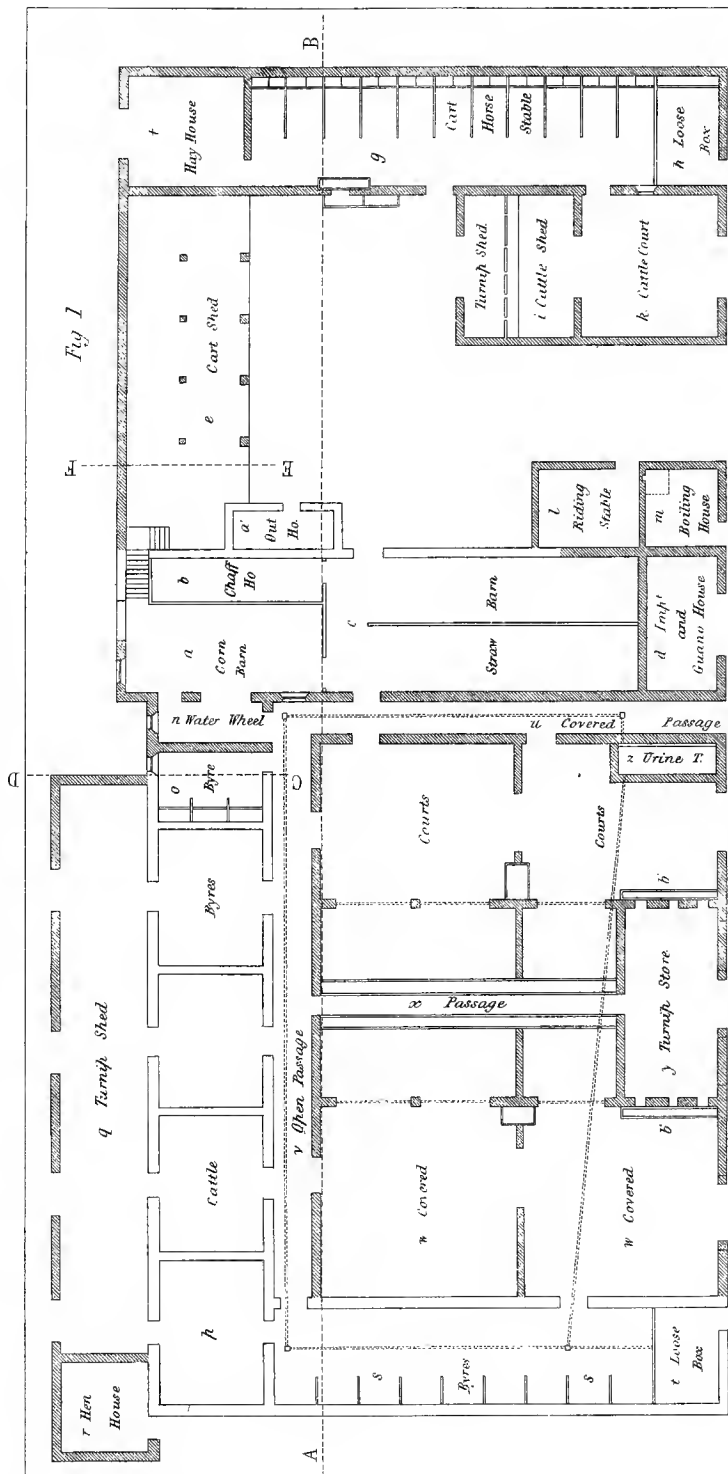 Fig 1
B
t
Hay House
g
Cart
Horse
Stable
h Loose
Box
e Cart Shed
Turnip Shed
i Cattle Shed
k Cattle Court
F
E
a' Out
Ho.
b Chaff
Ho
a
Corn
Barn
c
Straw
Barn
l
Riding
Stable
m
Boiling
House
d Imp^t
and
Guano House
n Water Wheel
u Covered Passage
z Urine T.
D
C
o
Byre
Byres
Cattle
p
q Turnip Shed
r Hen
House
v Open Passage
Courts
Courts
b'
x Passage
y Turnip Store
b'
w Covered
w Covered
A
s
Byres
s
t Loose
Box